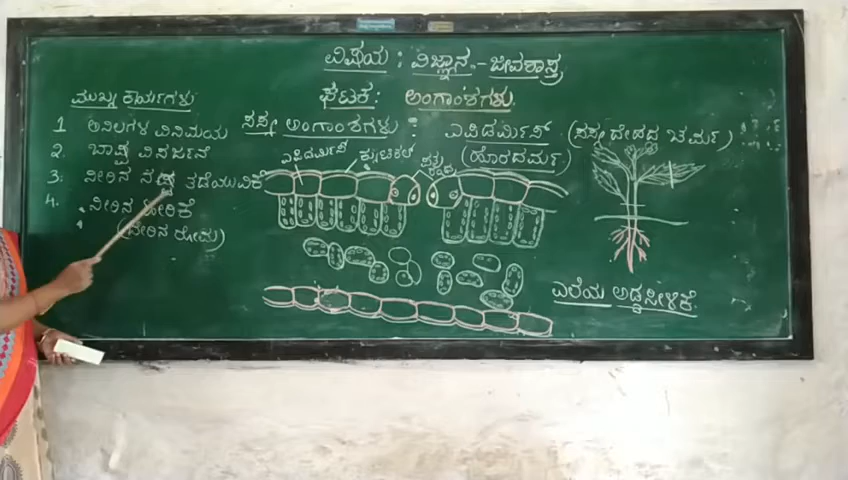 ವಿಷಯ : ವಿಜ್ಞಾನ - ಜೀವಶಾಸ್ತ್ರ
ಘಟಕ : ಅಂಗಾಂಶಗಳು.
ಸಸ್ಯ ಅಂಗಾಂಶಗಳು : ಎಪಿಡರ್ಮಿಸ್ (ಸಸ್ಯ ದೇಹದ ಚರ್ಮ)
(ಹೊರದರ್ಮ)
ಮುಖ್ಯ ಕಾರ್ಯಗಳು
1 ಅನಿಲಗಳ ವಿನಿಮಯ
2. ಬಾಷ್ಪ ವಿಸರ್ಜನೆ
3. ನೀರಿನ ನಷ್ಟ ತಡೆಯುವಿಕೆ
4. ನೀರಿನ ಹೀರಿಕೆ
(ಬೇರಿನ ರೋಮ)
ಎಪಿಡರ್ಮಿಸ್
ಕ್ಯುಟಿಕಲ್
ಪತ್ರ
ರಂಧ್ರ
ಎಲೆಯ ಅಡ್ಡಸೀಳಿಕೆ.